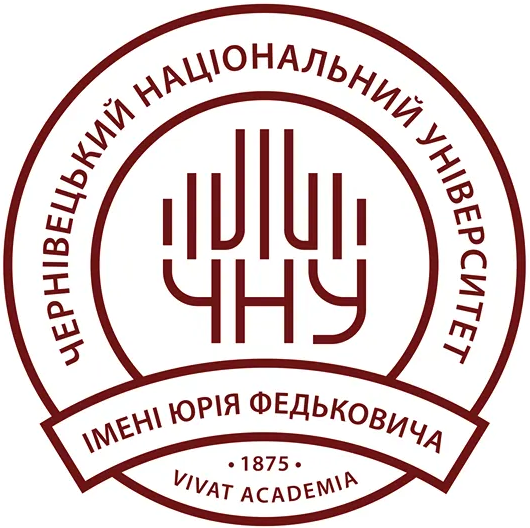 ЧЕРНІВЕЦЬКИЙ НАЦІОНАЛЬНИЙ УНІВЕРСИТЕТ
ЧНУ
ІМЕНІ ЮРІЯ ФЕДЬКОВИЧА
· 1875 ·
VIVAT ACADEMIA